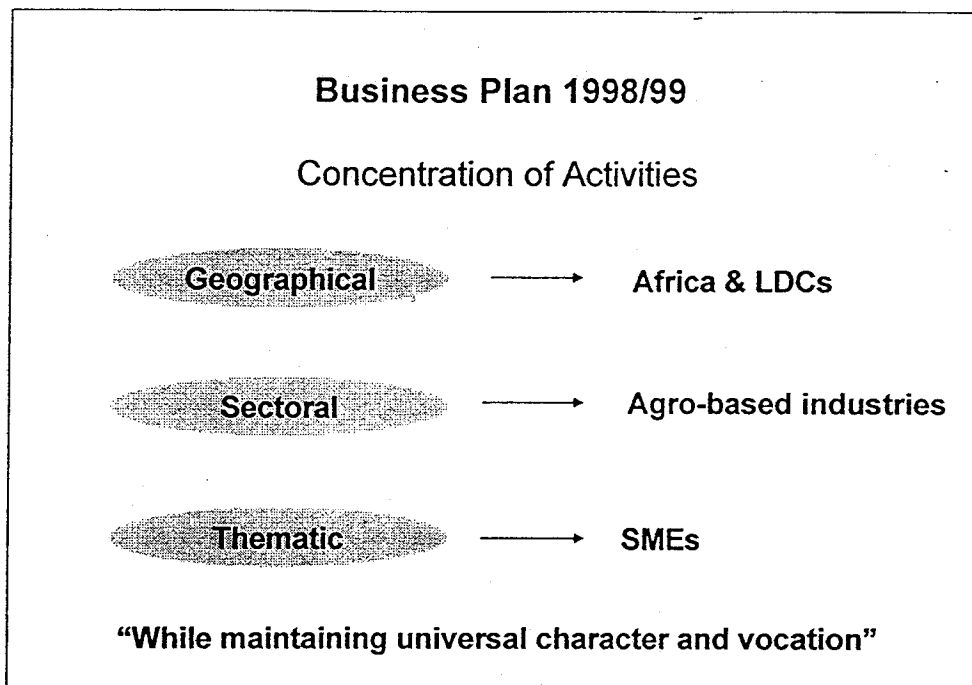 Business Plan 1998/99
Concentration of Activities
Geographical Africa & LDCs
Sectoral Agro-based industries
Thematic SMEs
“While maintaining universal character and vocation”